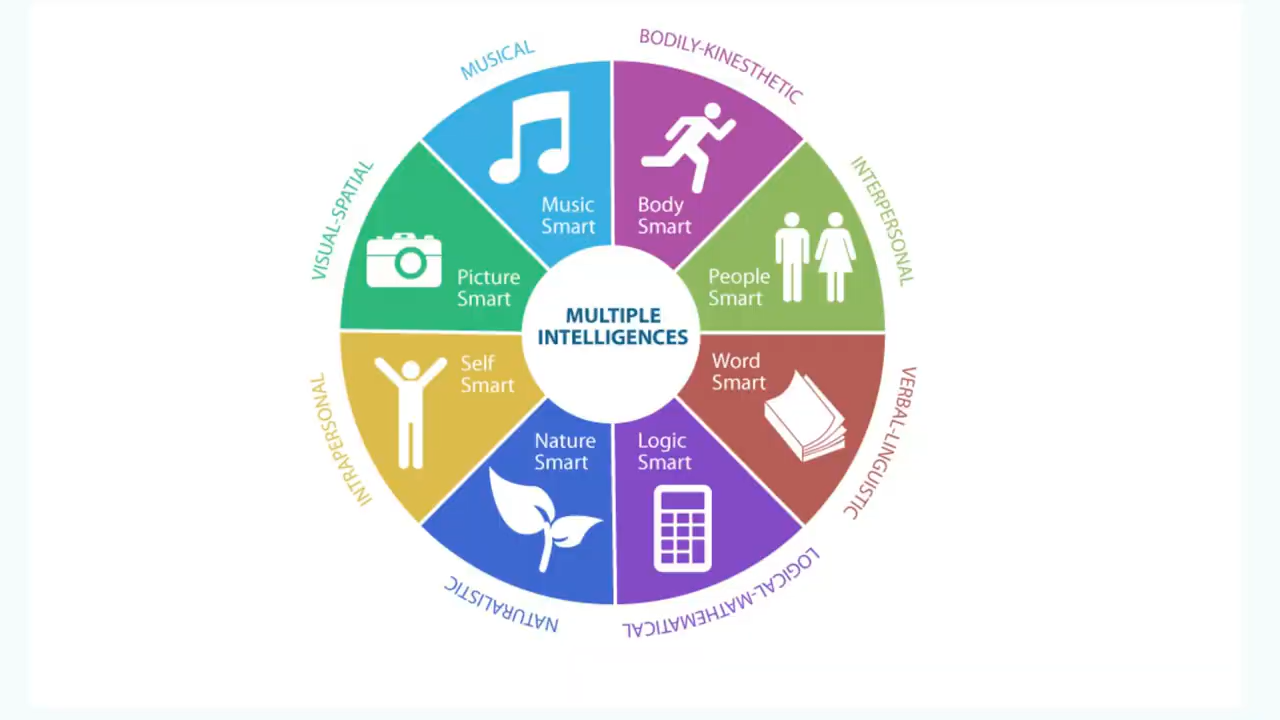 MUSICAL
BODILY-KINESTHETIC
VISUAL-SPATIAL
INTERPERSONAL
Music
Smart
Body
Smart
Picture
Smart
People
Smart
MULTIPLE
INTELLIGENCES
Self
Smart
Word
Smart
INTRAPERSONAL
VERBAL-LINGUISTIC
Nature
Smart
Logic
Smart
NATURALISTIC
LOGICAL-MATHEMATICAL